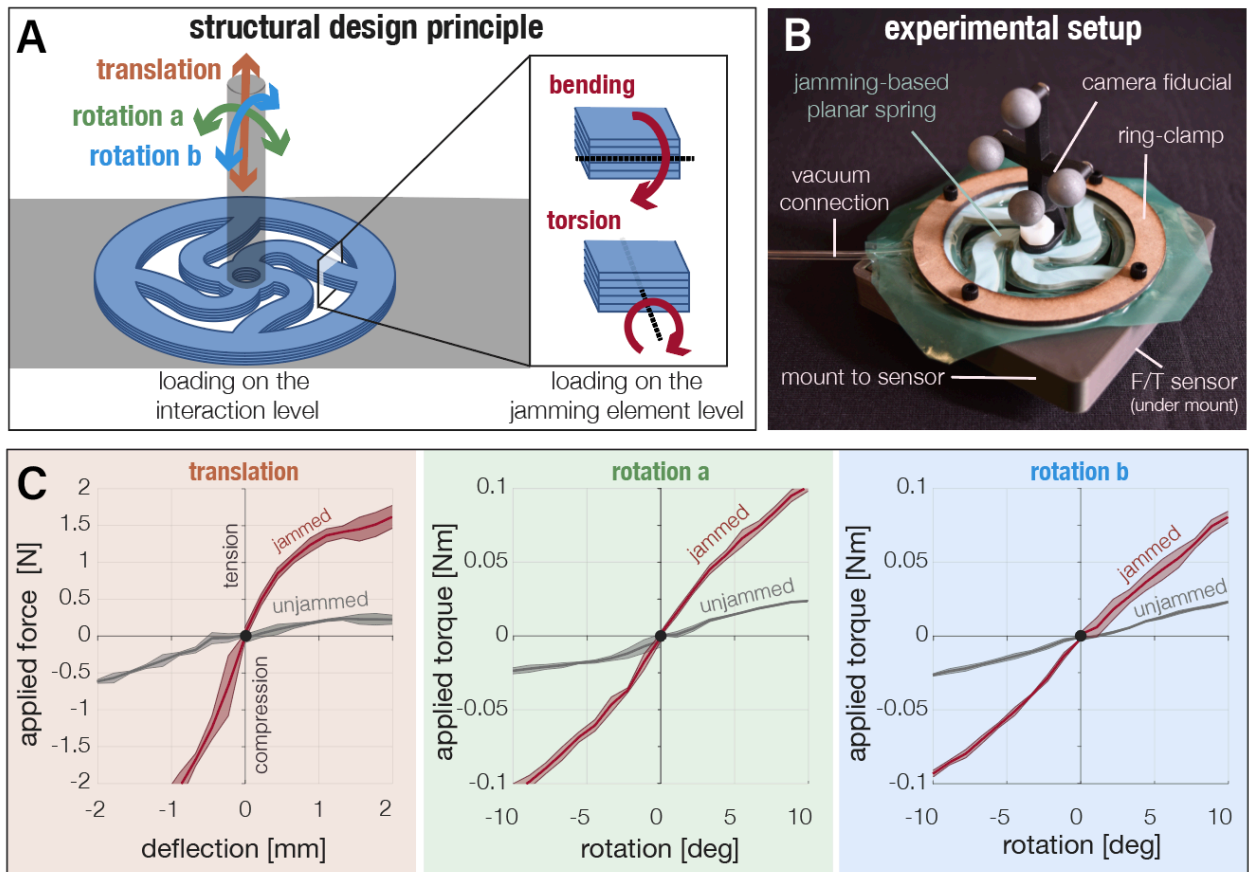 A
structural design principle
translation
rotation a
rotation b
loading on the
interaction level
bending
torsion
loading on the
jamming element level
B
experimental setup
jamming-based
planar spring
camera fiducial
ring-clamp
vacuum
connection
mount to sensor
F/T sensor
(under mount)
C
translation
applied force [N]
2
1.5
1
0.5
0
-0.5
-1
-1.5
-2
tension
compression
jammed
unjammed
-2
-1
0
1
2
deflection [mm]
rotation a
applied torque [Nm]
0.1
0.05
0
-0.05
-0.1
jammed
unjammed
-10
-5
0
5
10
rotation [deg]
rotation b
applied torque [Nm]
0.1
0.05
0
-0.05
-0.1
jammed
unjammed
-10
-5
0
5
10
rotation [deg]